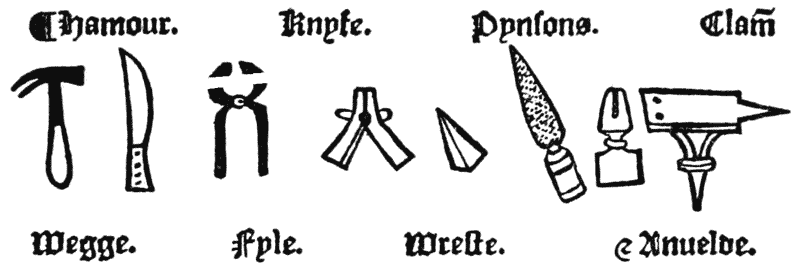 ¶Hamour. Knyfe. Pynſons. Clam̃
Wegge. Fyle. Wreſte. ⁊ Anuelde.